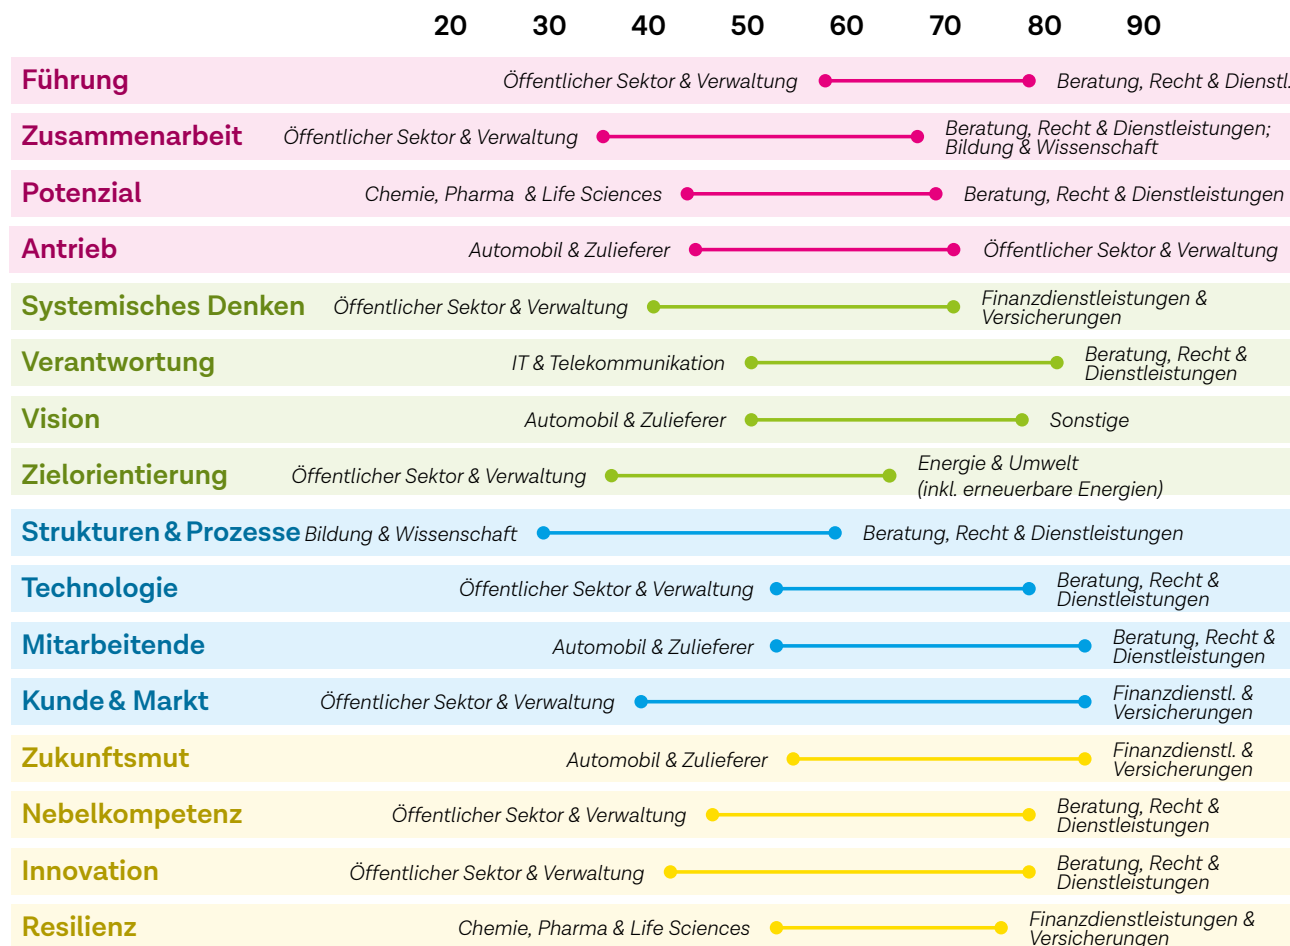 20 30 40 50 60 70 80 90
Führung Öffentlicher Sektor & Verwaltung Beratung, Recht & Dienstl.
Zusammenarbeit Öffentlicher Sektor & Verwaltung Beratung, Recht & Dienstleistungen;
Bildung & Wissenschaft
Potenzial Chemie, Pharma & Life Sciences Beratung, Recht & Dienstleistungen
Antrieb Automobil & Zulieferer Öffentlicher Sektor & Verwaltung
Systemisches Denken Öffentlicher Sektor & Verwaltung Finanzdienstleistungen &
Versicherungen
Verantwortung IT & Telekommunikation Beratung, Recht &
Dienstleistungen
Vision Automobil & Zulieferer Sonstige
Zielorientierung Öffentlicher Sektor & Verwaltung Energie & Umwelt
(inkl. erneuerbare Energien)
Strukturen & Prozesse Bildung & Wissenschaft Beratung, Recht & Dienstleistungen
Technologie Öffentlicher Sektor & Verwaltung Beratung, Recht &
Dienstleistungen
Mitarbeitende Automobil & Zulieferer Beratung, Recht &
Dienstleistungen
Kunde & Markt Öffentlicher Sektor & Verwaltung Finanzdienstl. &
Versicherungen
Zukunftsmut Automobil & Zulieferer Finanzdienstl. &
Versicherungen
Nebelkompetenz Öffentlicher Sektor & Verwaltung Beratung, Recht &
Dienstleistungen
Innovation Öffentlicher Sektor & Verwaltung Beratung, Recht &
Dienstleistungen
Resilienz Chemie, Pharma & Life Sciences Finanzdienstleistungen &
Versicherungen